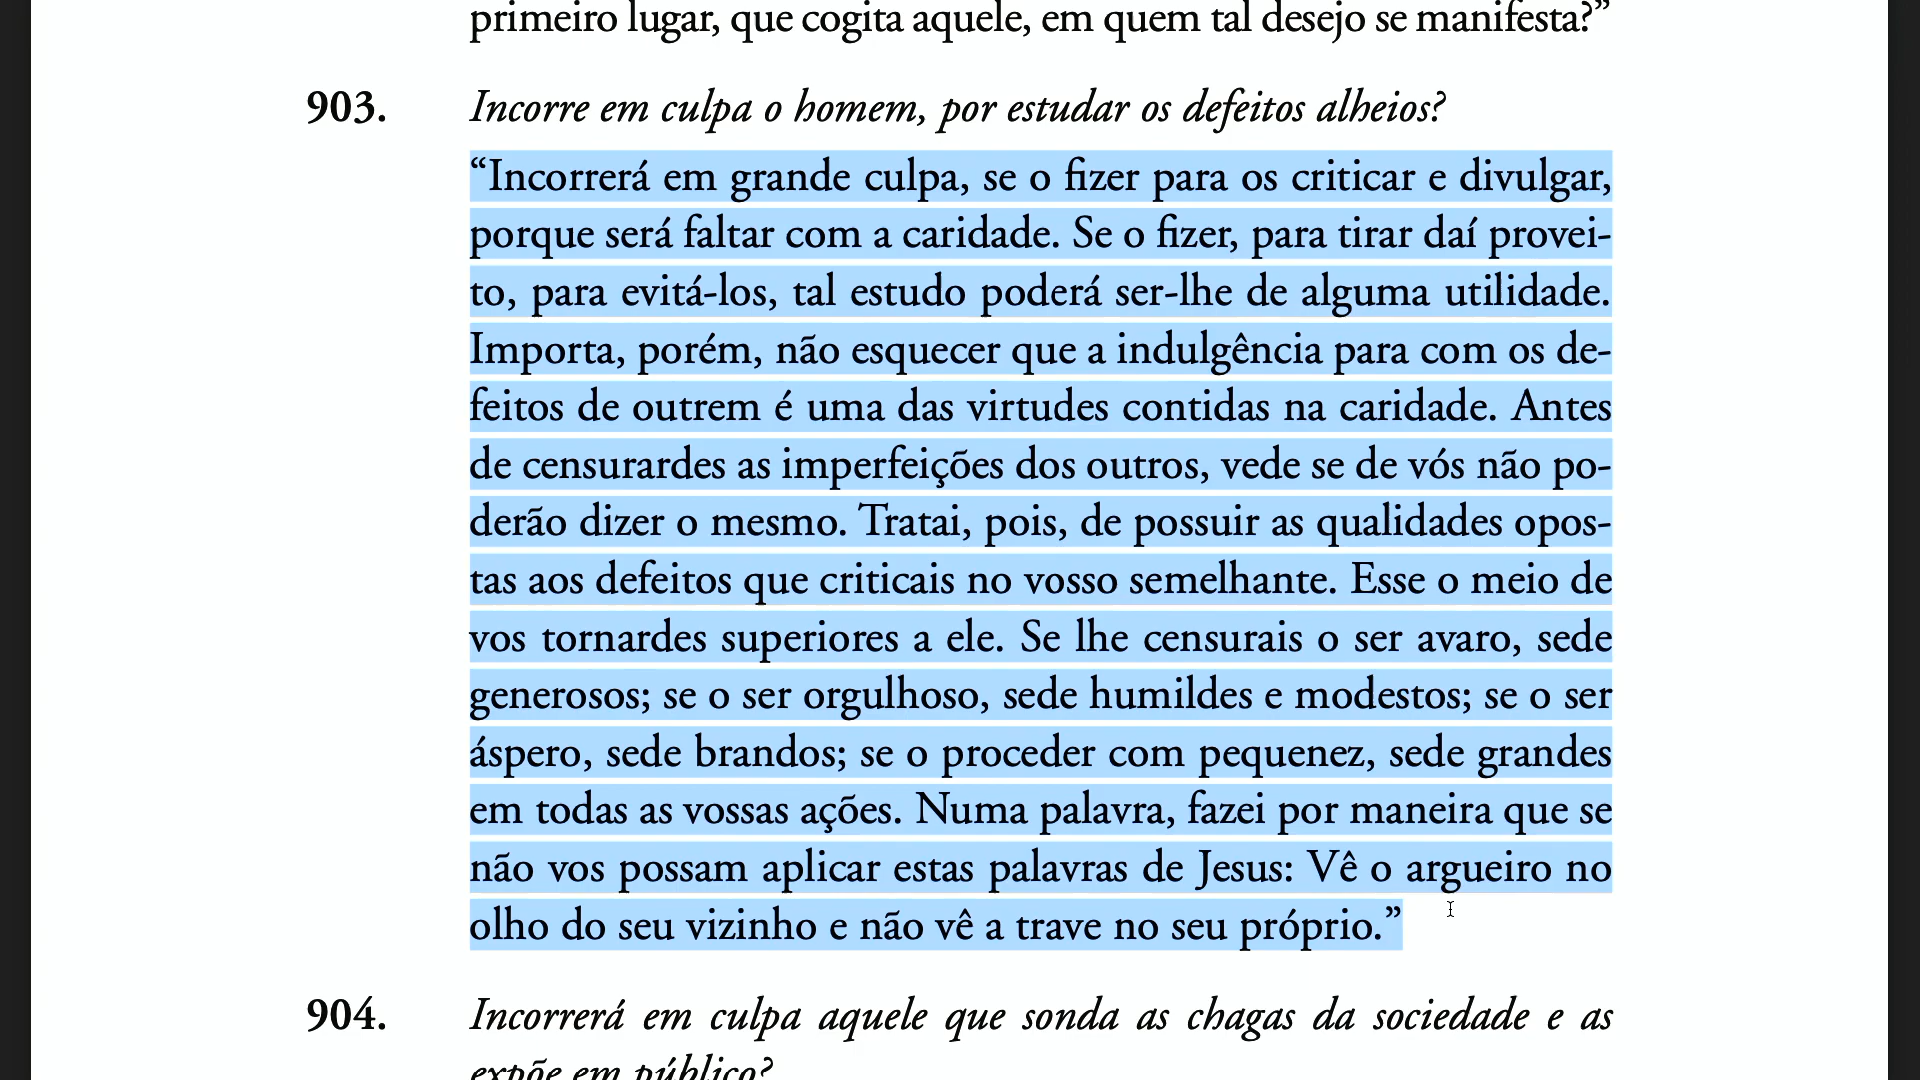 primeiro lugar, que cogita aquele, em quem tal desejo se manifesta?”
903. Incorre em culpa o homem, por estudar os defeitos alheios?
“Incorrerá em grande culpa, se o fizer para os criticar e divulgar,
porque será faltar com a caridade. Se o fizer, para tirar daí provei-
to, para evitá-los, tal estudo poderá ser-lhe de alguma utilidade.
Importa, porém, não esquecer que a indulgência para com os de-
feitos de outrem é uma das virtudes contidas na caridade. Antes
de censurardes as imperfeições dos outros, vede se de vós não po-
derão dizer o mesmo. Tratai, pois, de possuir as qualidades opos-
tas aos defeitos que criticais no vosso semelhante. Esse o meio de
vos tornardes superiores a ele. Se lhe censurais o ser avaro, sede
generosos; se o ser orgulhoso, sede humildes e modestos; se o ser
áspero, sede brandos; se o proceder com pequenez, sede grandes
em todas as vossas ações. Numa palavra, fazei por maneira que se
não vos possam aplicar estas palavras de Jesus: Vê o argueiro no
olho do seu vizinho e não vê a trave no seu próprio.”
904. Incorrerá em culpa aquele que sonda as chagas da sociedade e as
expõe em público?